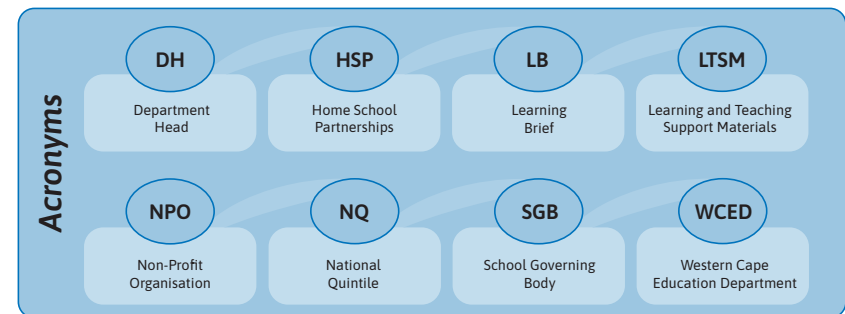 Acronyms
DH
Department
Head
HSP
Home School
Partnerships
LB
Learning
Brief
LTSM
Learning and Teaching
Support Materials
NPO
Non-Profit
Organisation
NQ
National
Quintile
SGB
School Governing
Body
WCED
Western Cape
Education Department